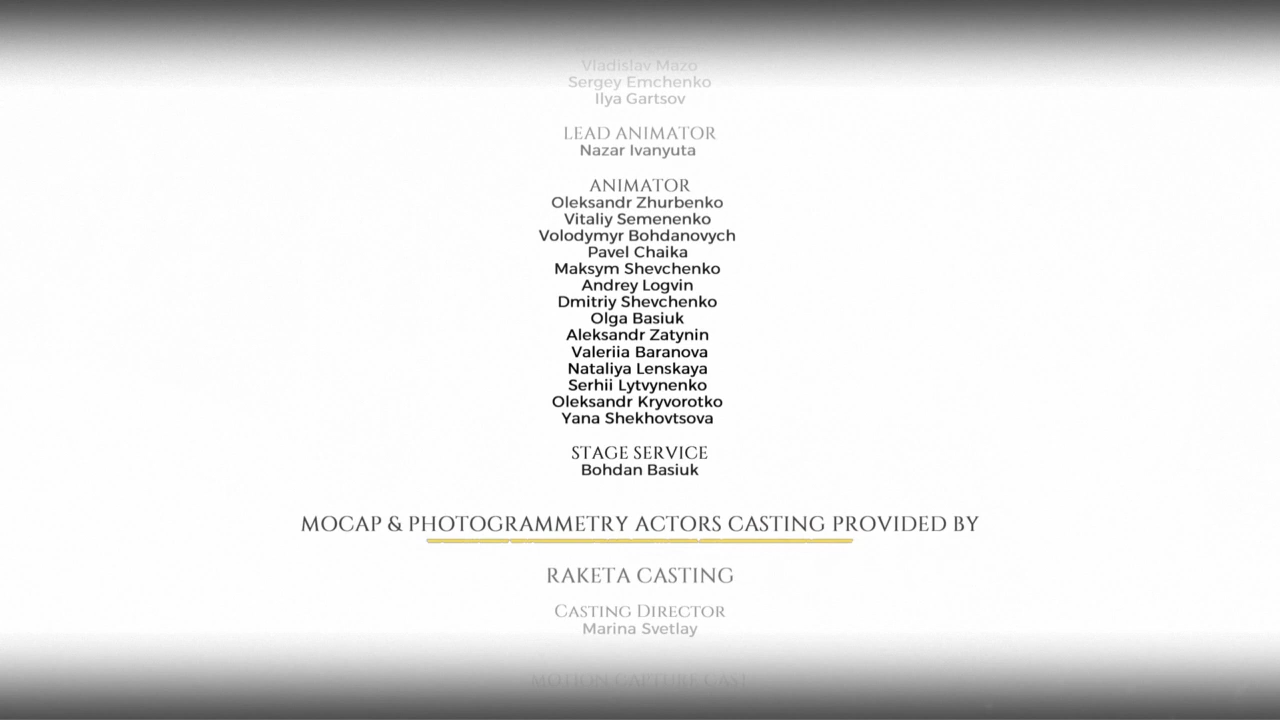 Vladislav Mazo
Sergey Emchenko
Ilya Gartsov
LEAD ANIMATOR
Nazar Ivanyuta
ANIMATOR
Oleksandr Zhurbenko
Vitaliy Semenenko
Volodymyr Bohdanovych
Pavel Chaika
Maksym Shevchenko
Andrey Logvin
Dmitriy Shevchenko
Olga Basiuk
Aleksandr Zatynin
Valeriia Baranova
Nataliya Lenskaya
Serhii Lytvynenko
Oleksandr Kryvorotko
Yana Shekhovtsova
STAGE SERVICE
Bohdan Basiuk
MOCAP & PHOTOGRAMMETRY ACTORS CASTING PROVIDED BY
RAKETA CASTING
CASTING DIRECTOR
Marina Svetlay
MOTION CAPTURE CAST